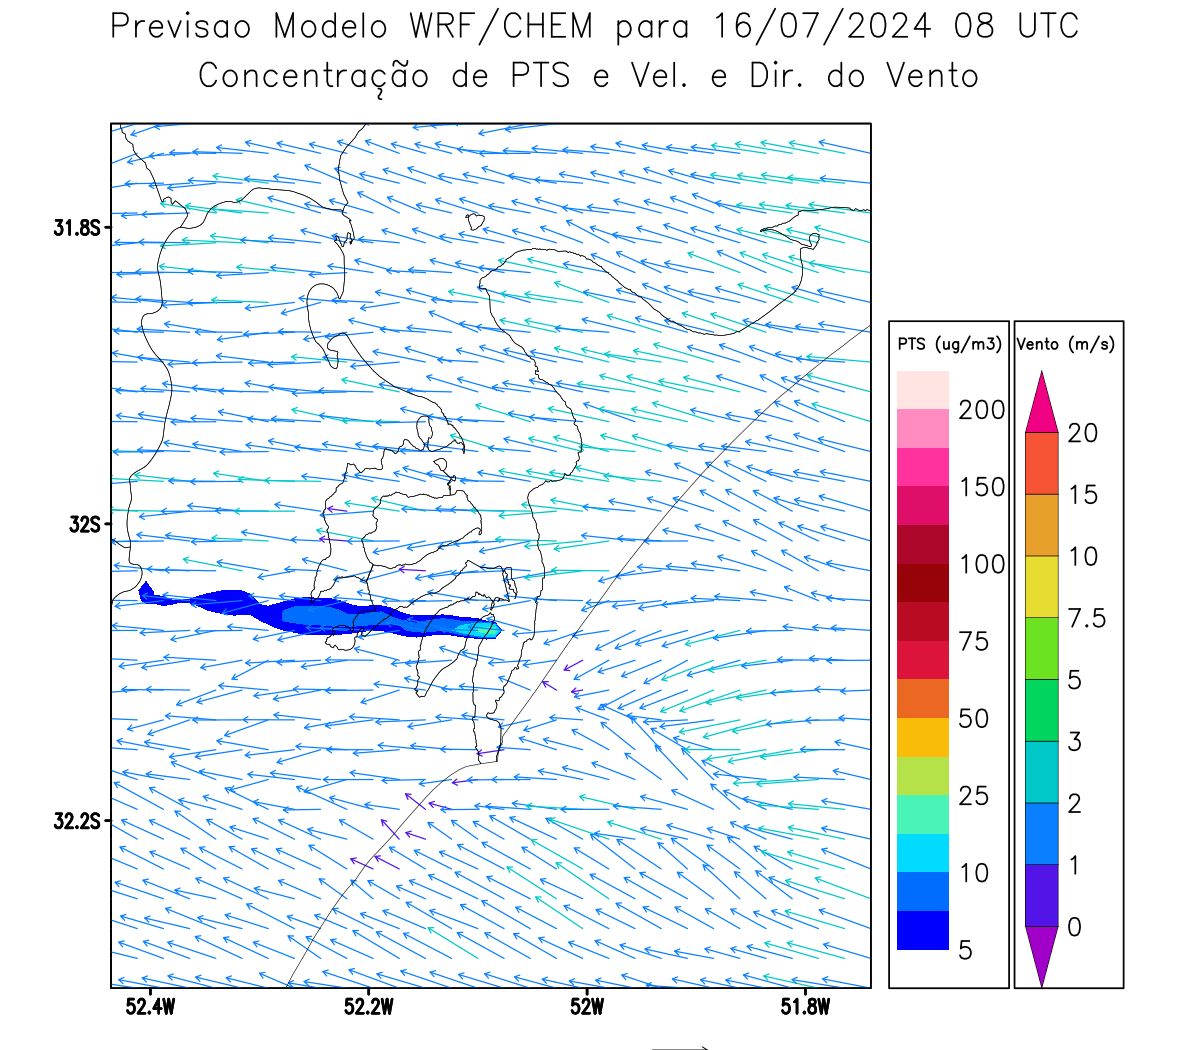 Previsao Modelo WRF/CHEM para 16/07/2024 08 UTC
Concentração de PTS e Vel. e Dir. do Vento
31.8S
32S
32.2S
52.4W 52.2W 52W 51.8W
PTS (ug/m3)
200
150
100
75
50
25
10
5
Vento (m/s)
20
15
10
7.5
5
3
2
1
0